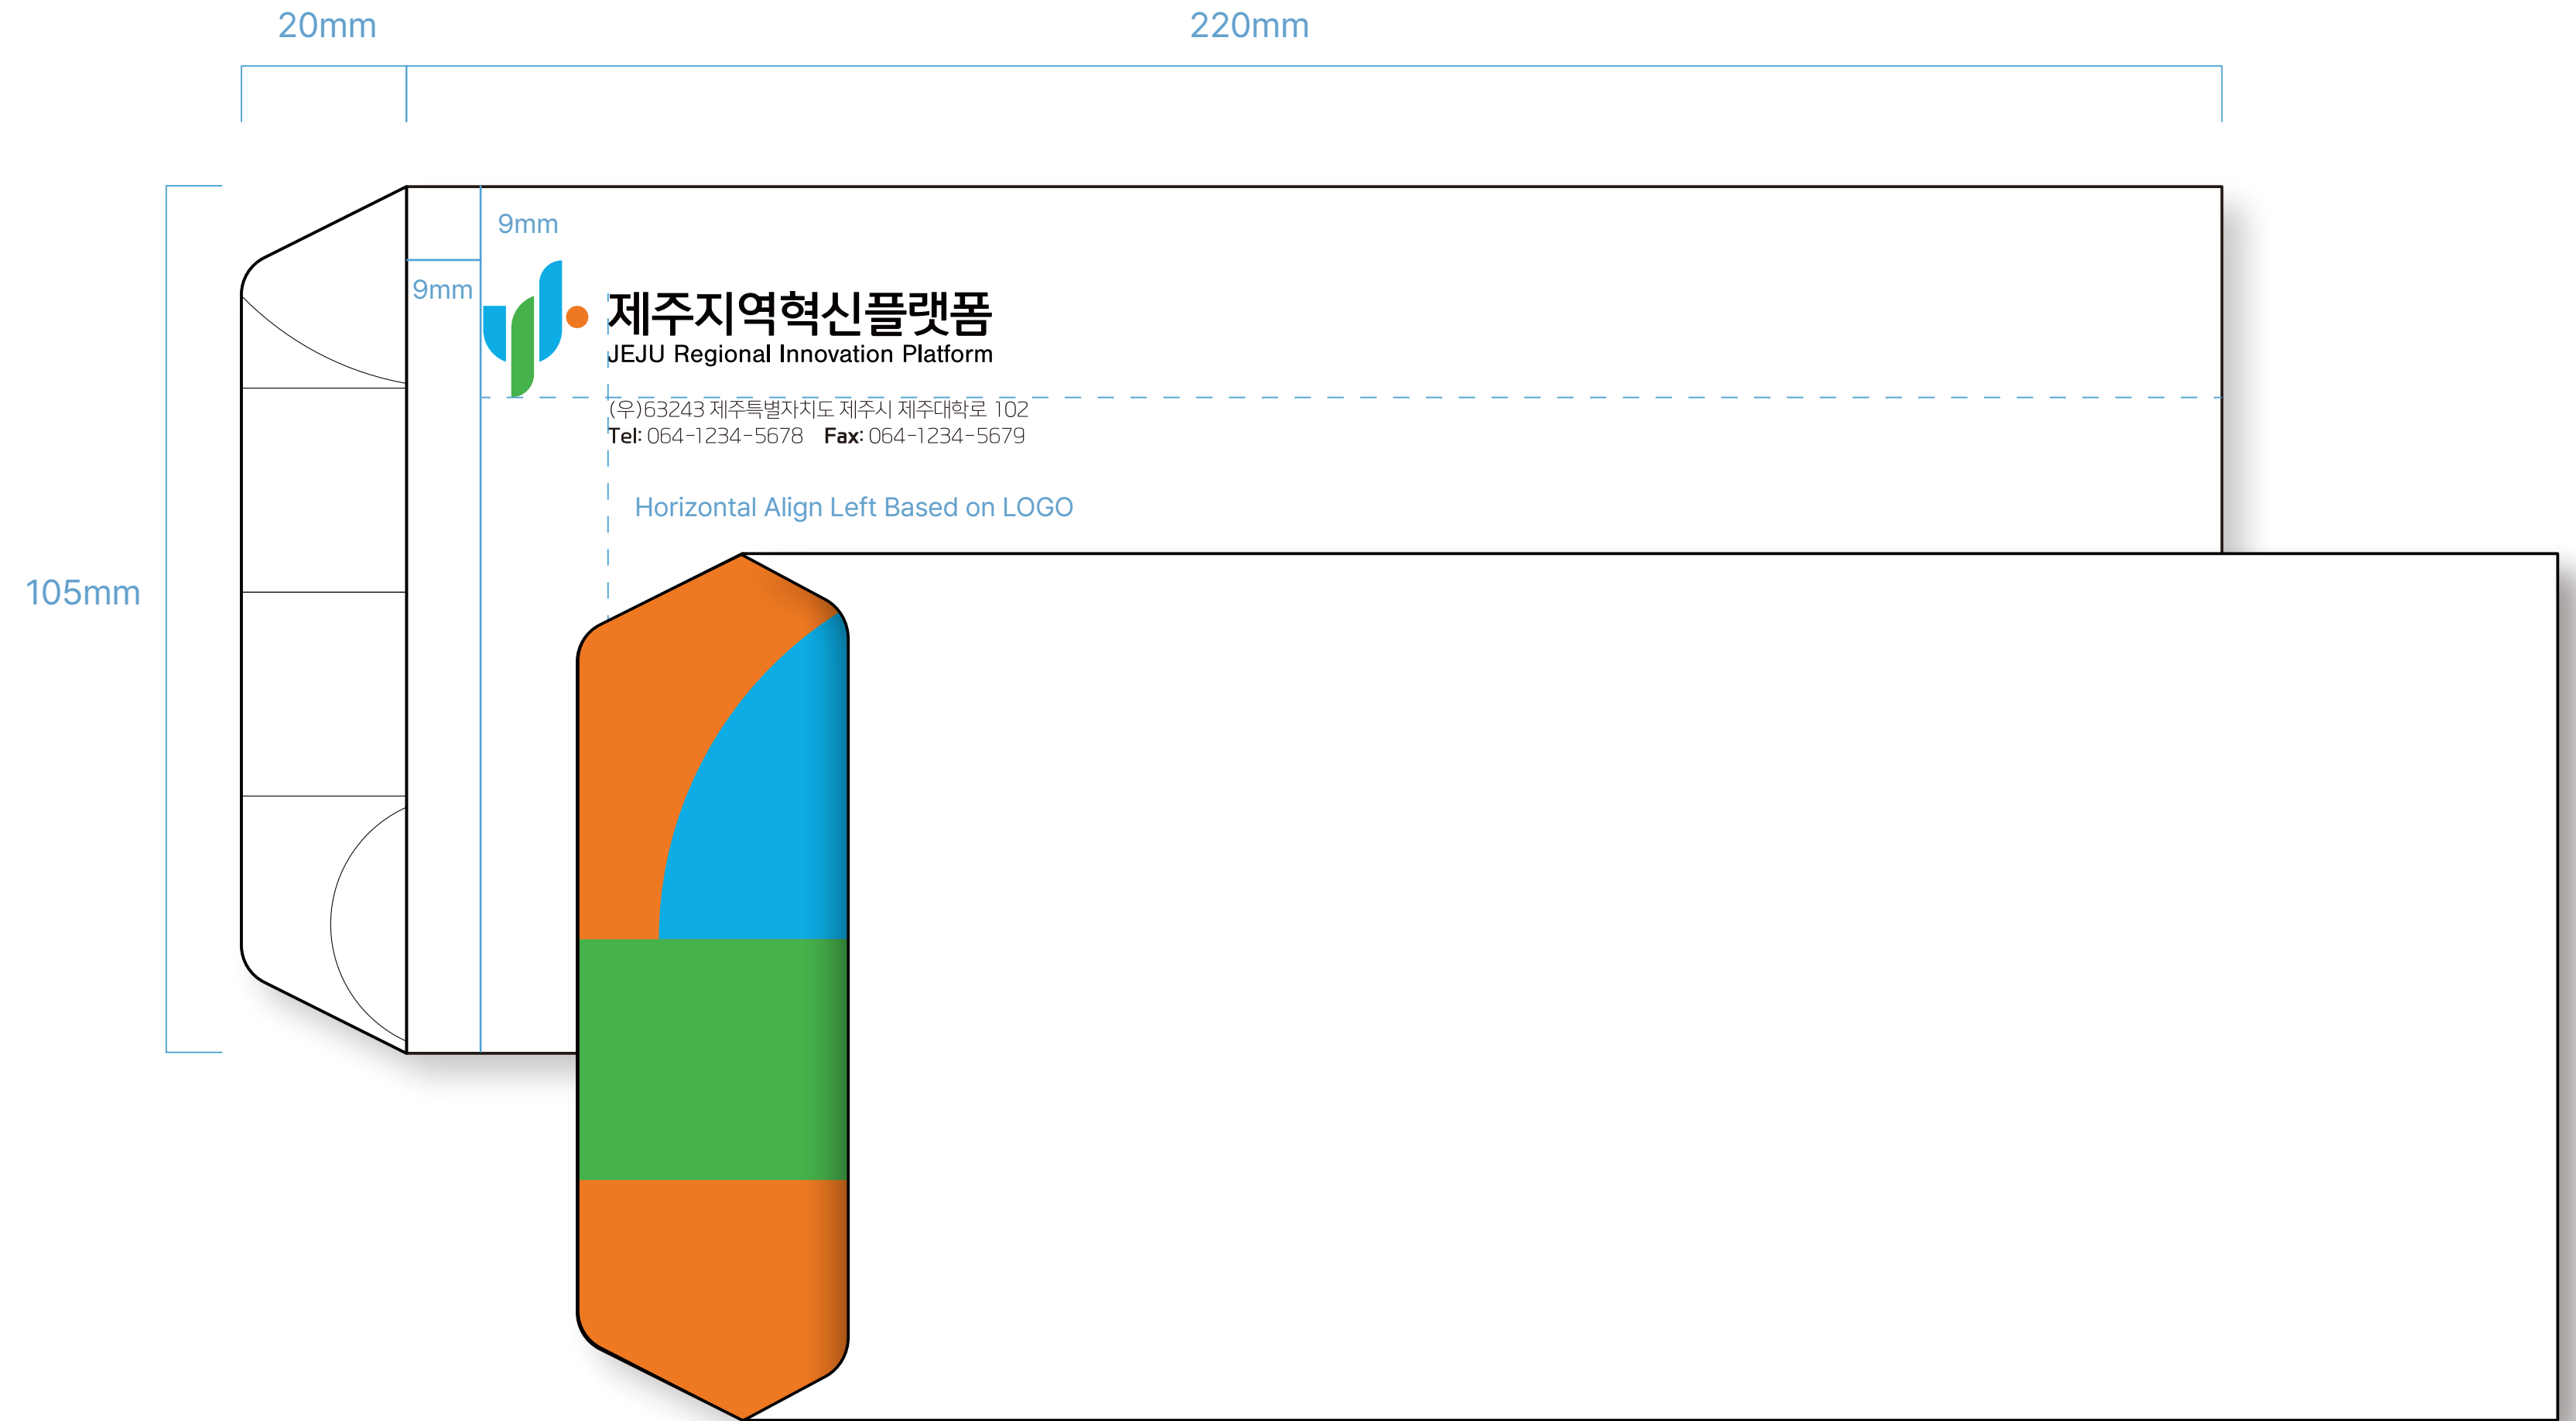 20mm
220mm
9mm
9mm
제주지역혁신플랫폼
JEJU Regional Innovation Platform
(우)63243 제주특별자치도 제주시 제주대학로 102
Tel: 064-1234-5678 Fax: 064-1234-5679
Horizontal Align Left Based on LOGO
105mm